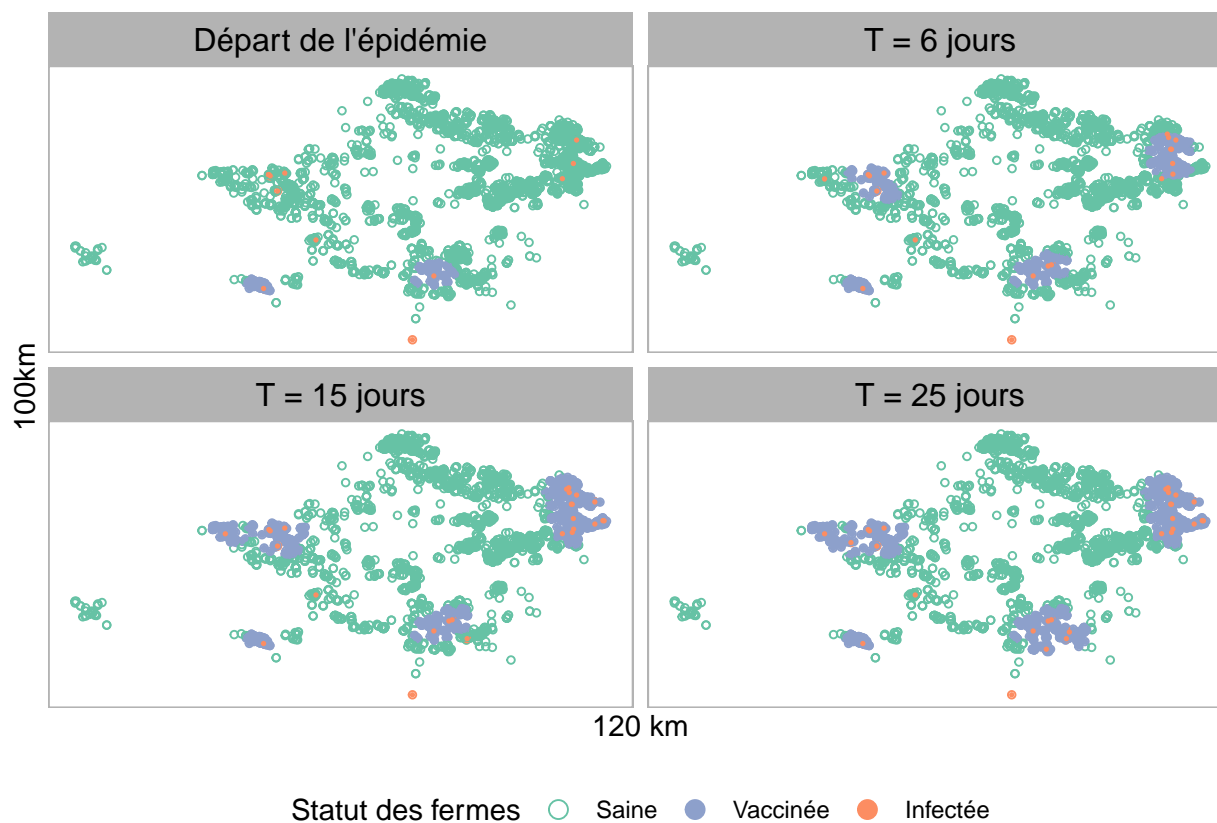 Départ de l'épidémie
T = 6 jours
T = 15 jours
T = 25 jours
100km
120 km
Statut des fermes Saine Vaccinée Infectée